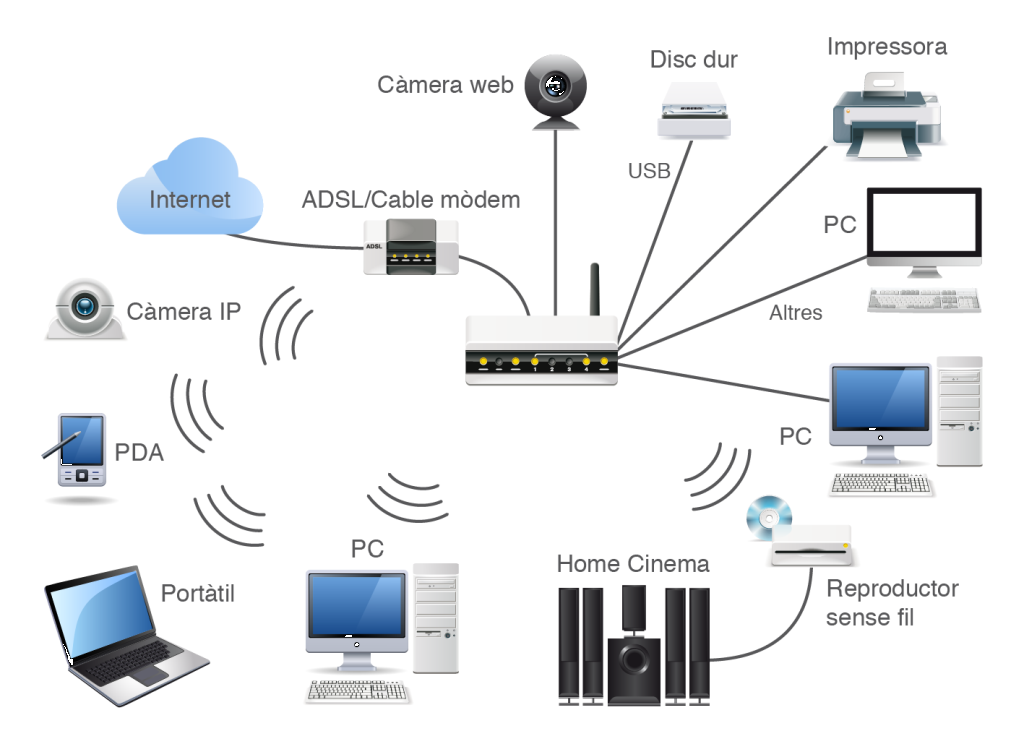 Impressora
Disc dur
Càmera web
USB
Internet
ADSL/Cable mòdem
ADSL
PC
Càmera IP
Altres
1 2 3 4
PC
PDA
PC
Home Cinema
Portàtil
Reproductor
sense fil